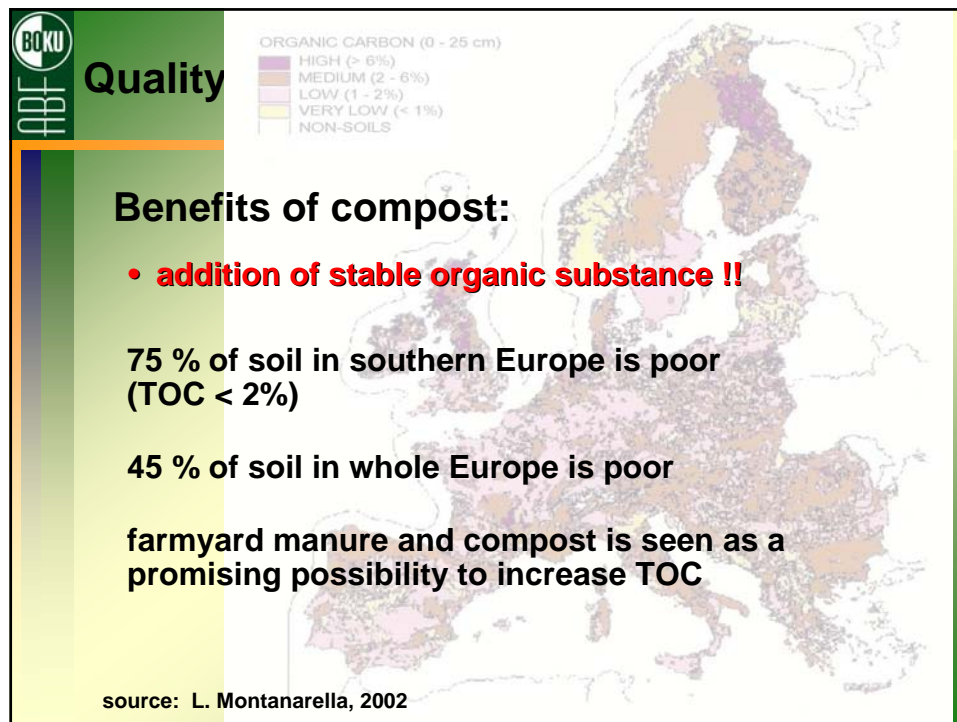 BOKU
ABF
Quality
ORGANIC CARBON (0 - 25 cm)
HIGH (> 6%)
MEDIUM (2 - 6%)
LOW (1 - 2%)
VERY LOW (< 1%)
NON-SOILS
Benefits of compost:
• addition of stable organic substance !!
75 % of soil in southern Europe is poor
(TOC < 2%)
45 % of soil in whole Europe is poor
farmyard manure and compost is seen as a
promising possibility to increase TOC
source: L. Montanarella, 2002